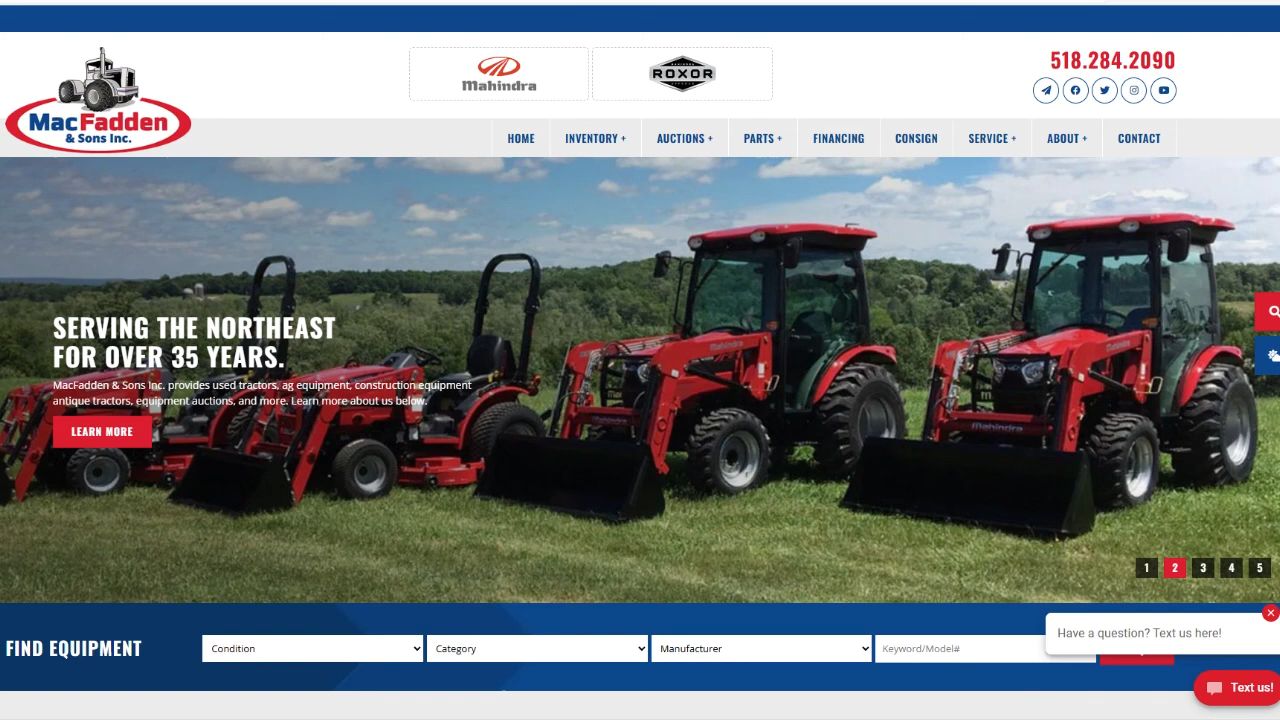 518.284.2090
Mahindra
ROXOR
MacFadden
& Sons Inc.
HOME INVENTORY + AUCTIONS + PARTS + FINANCING CONSIGN SERVICE + ABOUT + CONTACT
SERVING THE NORTHEAST
FOR OVER 35 YEARS.
MacFadden & Sons Inc. provides used tractors, ag equipment, construction equipment
antique tractors, equipment auctions, and more. Learn more about us below.
LEARN MORE
Mahindra
Mahindra
1 2 3 4 5
FIND EQUIPMENT Condition Category Manufacturer Keyword/Model#
Have a question? Text us here!
Text us!